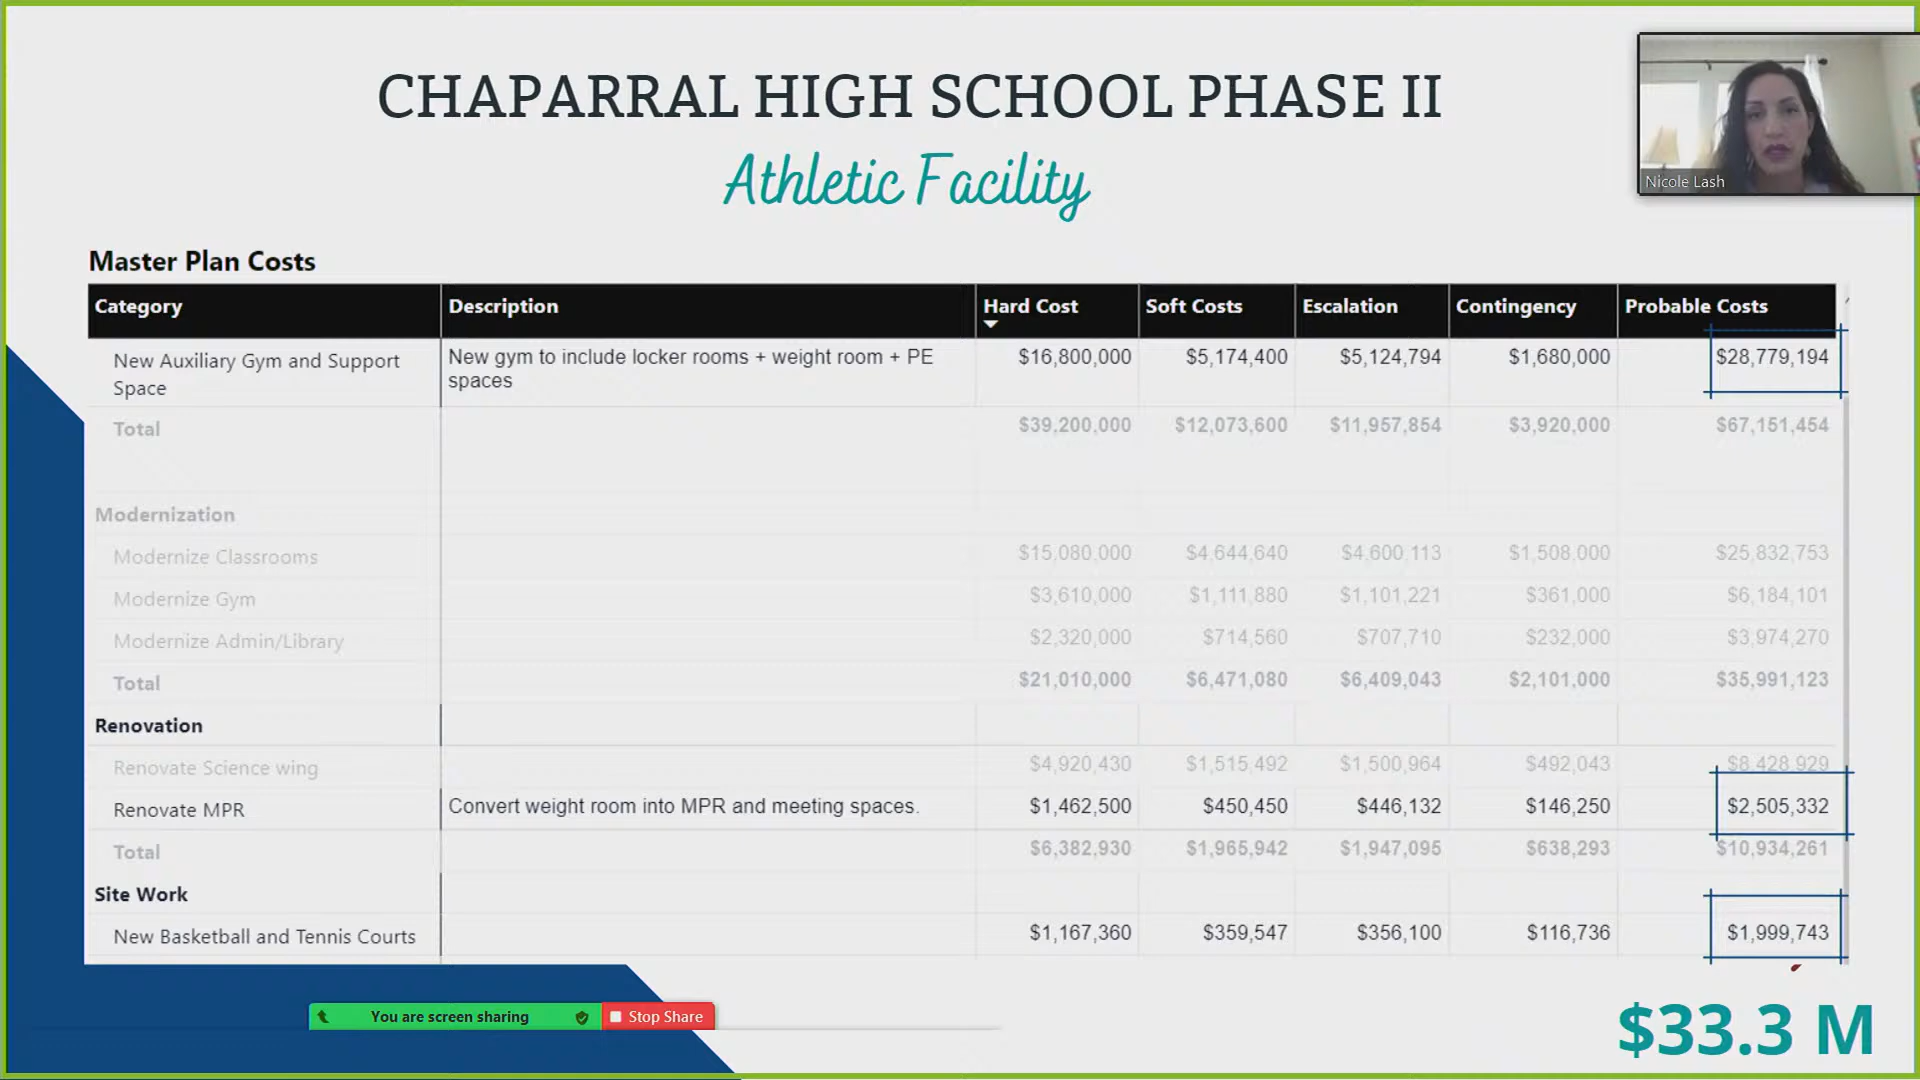 CHAPARRAL HIGH SCHOOL PHASE II
Athletic Facility
Nicole Lash
Master Plan Costs
Category Description Hard Cost Soft Costs Escalation Contingency Probable Costs
New Auxiliary Gym and Support Space New gym to include locker rooms + weight room + PE spaces $16,800,000 $5,174,400 $5,124,794 $1,680,000 $28,779,194
Total $39,200,000 $12,073,600 $11,957,854 $3,920,000 $67,151,454
Modernization
Modernize Classrooms $15,080,000 $4,644,640 $4,600,113 $1,508,000 $25,832,753
Modernize Gym $3,610,000 $1,111,880 $1,101,221 $361,000 $6,184,101
Modernize Admin/Library $2,320,000 $714,560 $707,710 $232,000 $3,974,270
Total $21,010,000 $6,471,080 $6,409,043 $2,101,000 $35,991,123
Renovation
Renovate Science wing $4,920,430 $1,515,492 $1,500,964 $492,043 $8,428,929
Renovate MPR Convert weight room into MPR and meeting spaces. $1,462,500 $450,450 $446,132 $146,250 $2,505,332
Total $6,382,930 $1,965,942 $1,947,095 $638,293 $10,934,261
Site Work
New Basketball and Tennis Courts $1,167,360 $359,547 $356,100 $116,736 $1,999,743
You are screen sharing Stop Share
$33.3 M